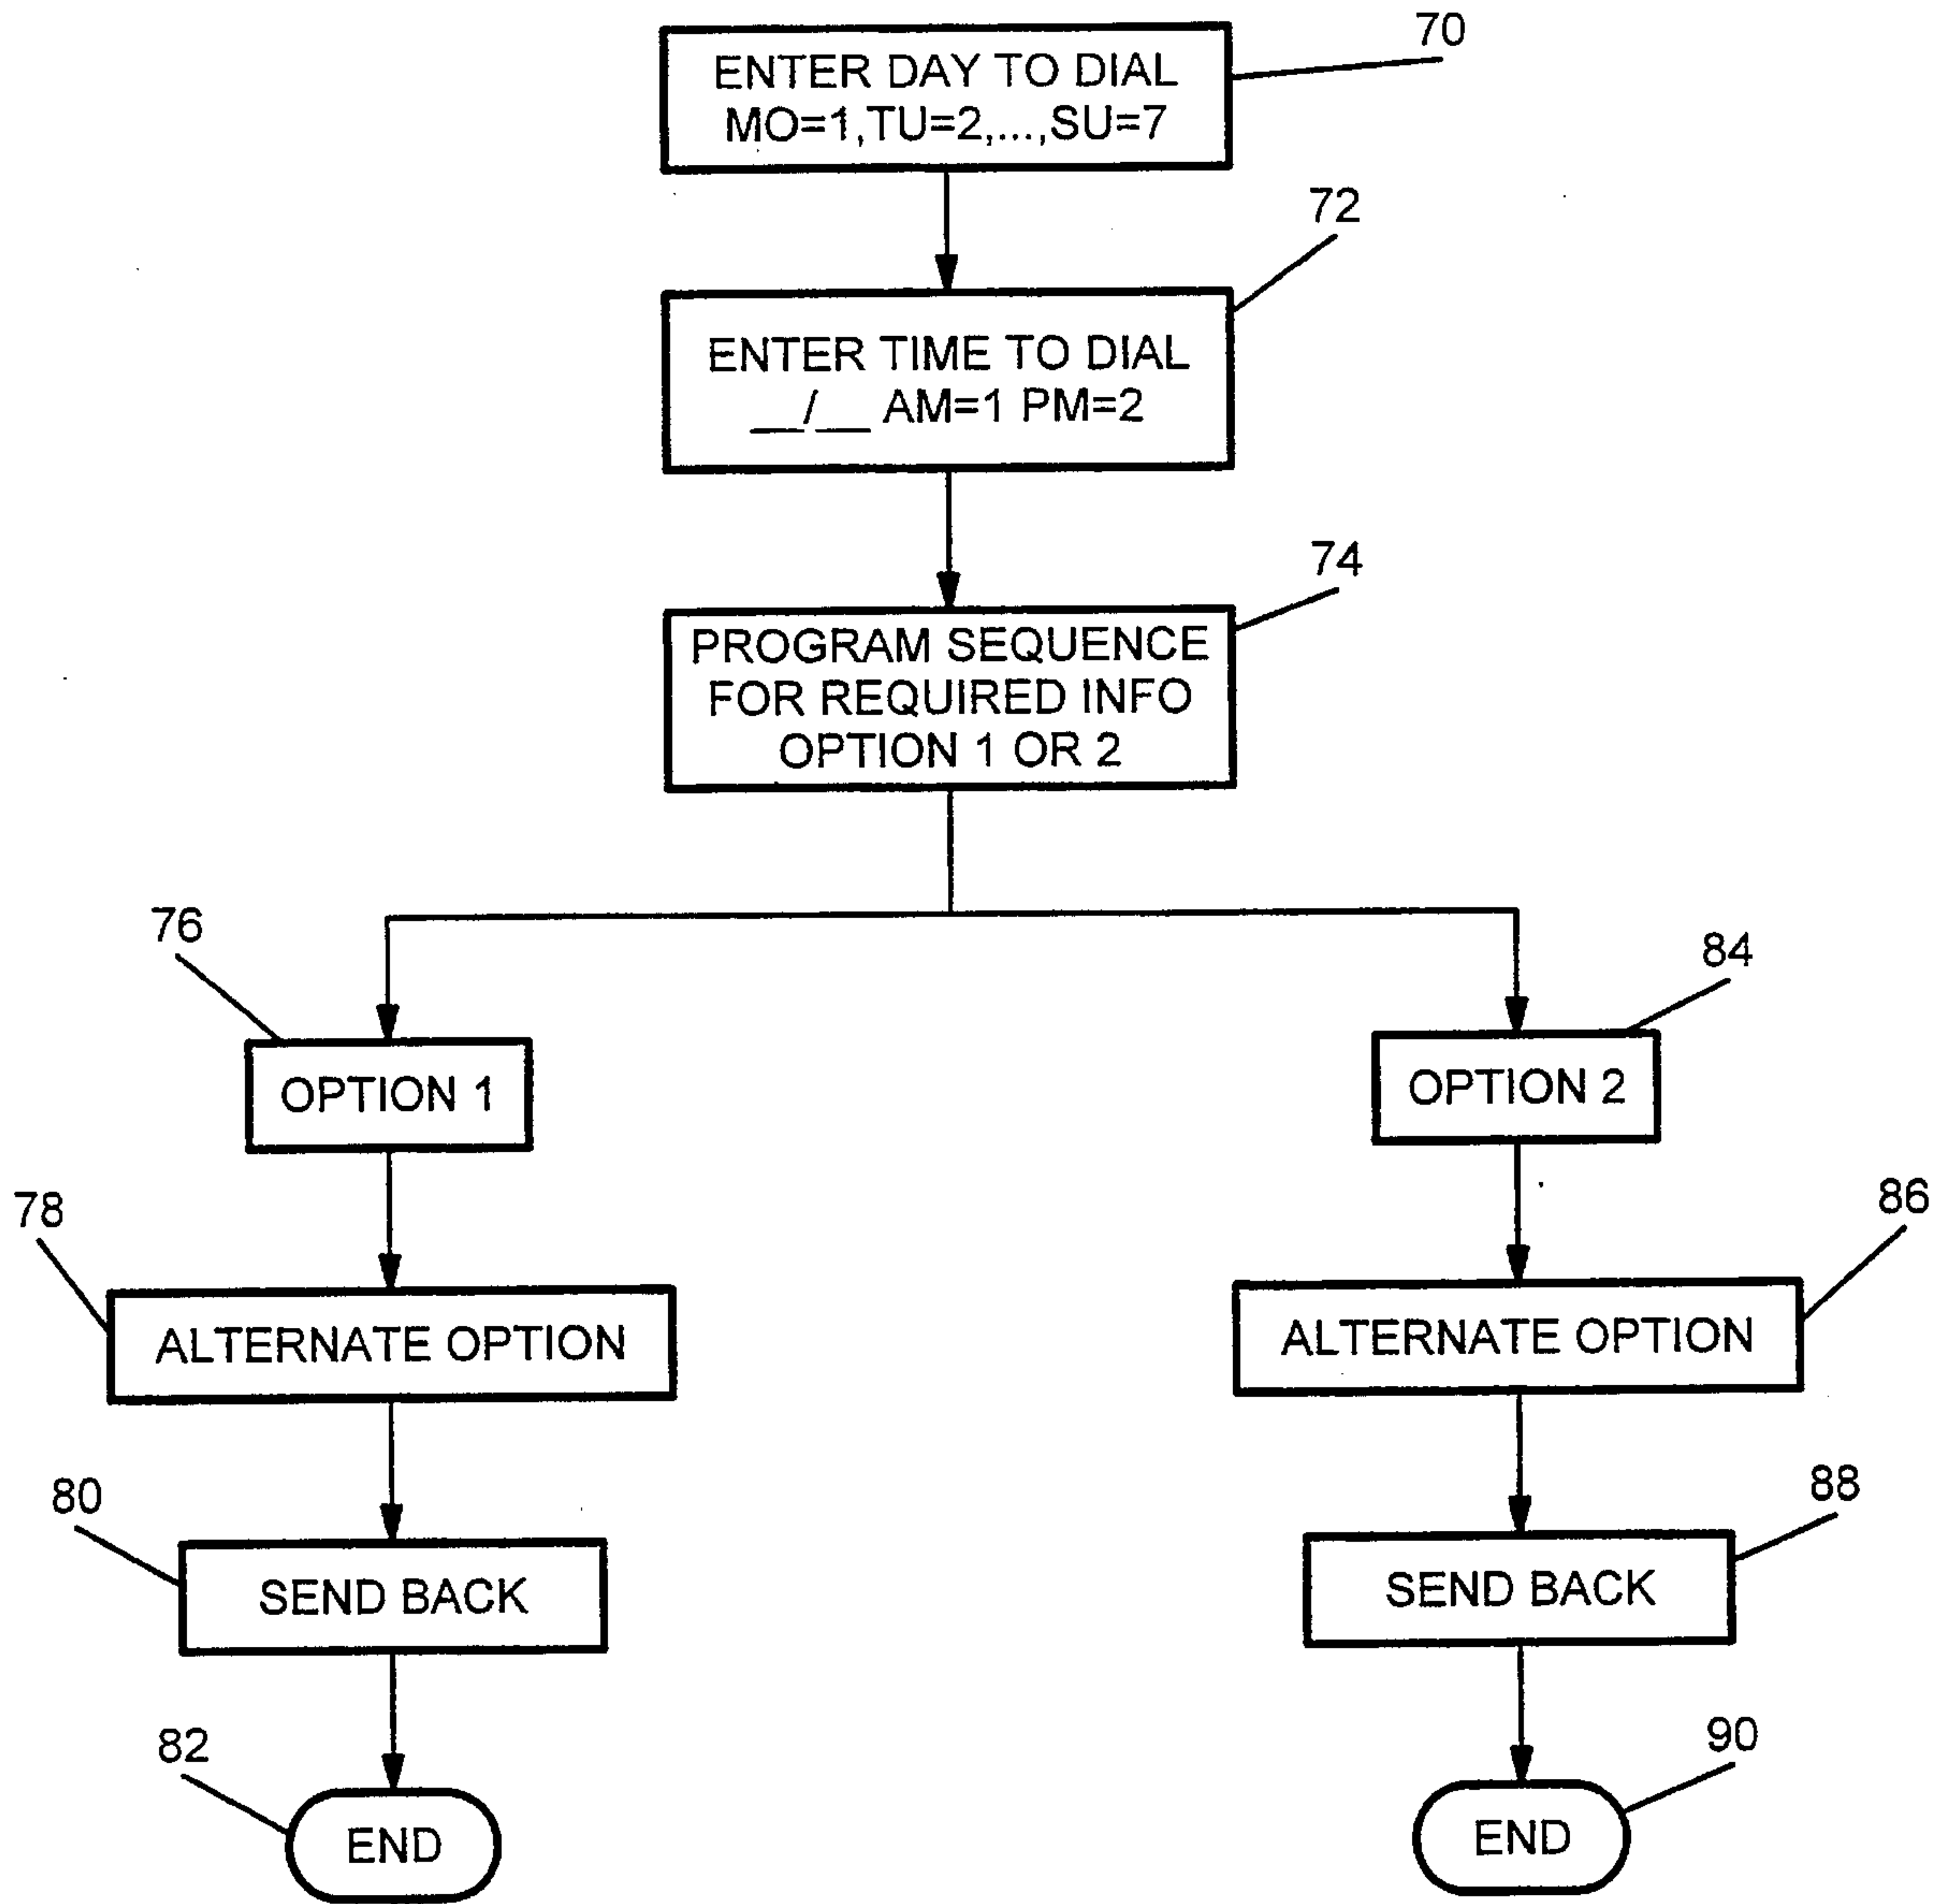 70
ENTER DAY TO DIAL
MO=1,TU=2,...,SU=7
72
ENTER TIME TO DIAL
__/__ AM=1 PM=2
74
PROGRAM SEQUENCE
FOR REQUIRED INFO
OPTION 1 OR 2
76
84
OPTION 1
OPTION 2
78
86
ALTERNATE OPTION
ALTERNATE OPTION
80
88
SEND BACK
SEND BACK
82
90
END
END